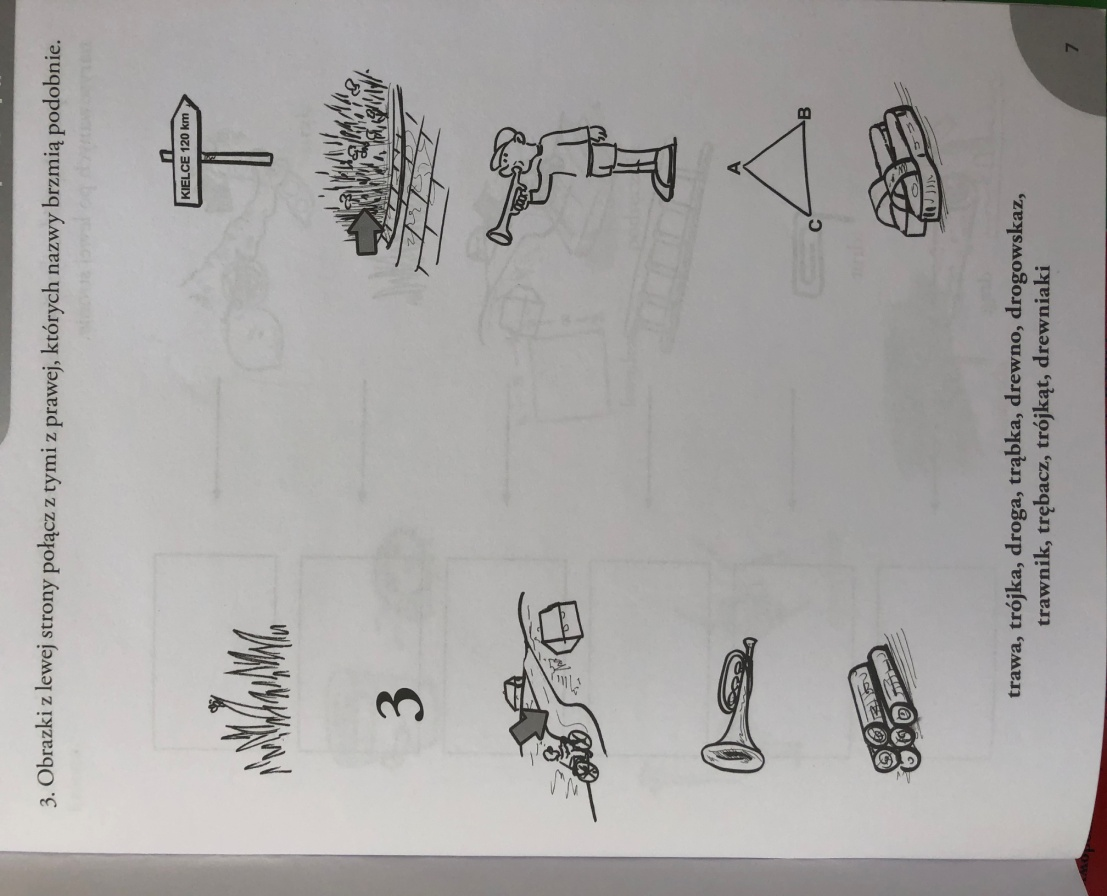 3. Obrazki z lewej strony połącz z tymi z prawej, których nazwy brzmią podobnie.
KIELCE 120 km
3
A
C
B
trawa, trójka, droga, trąbka, drewno, drogowskaz,
trawnik, trębacz, trójkąt, drewniaki
7